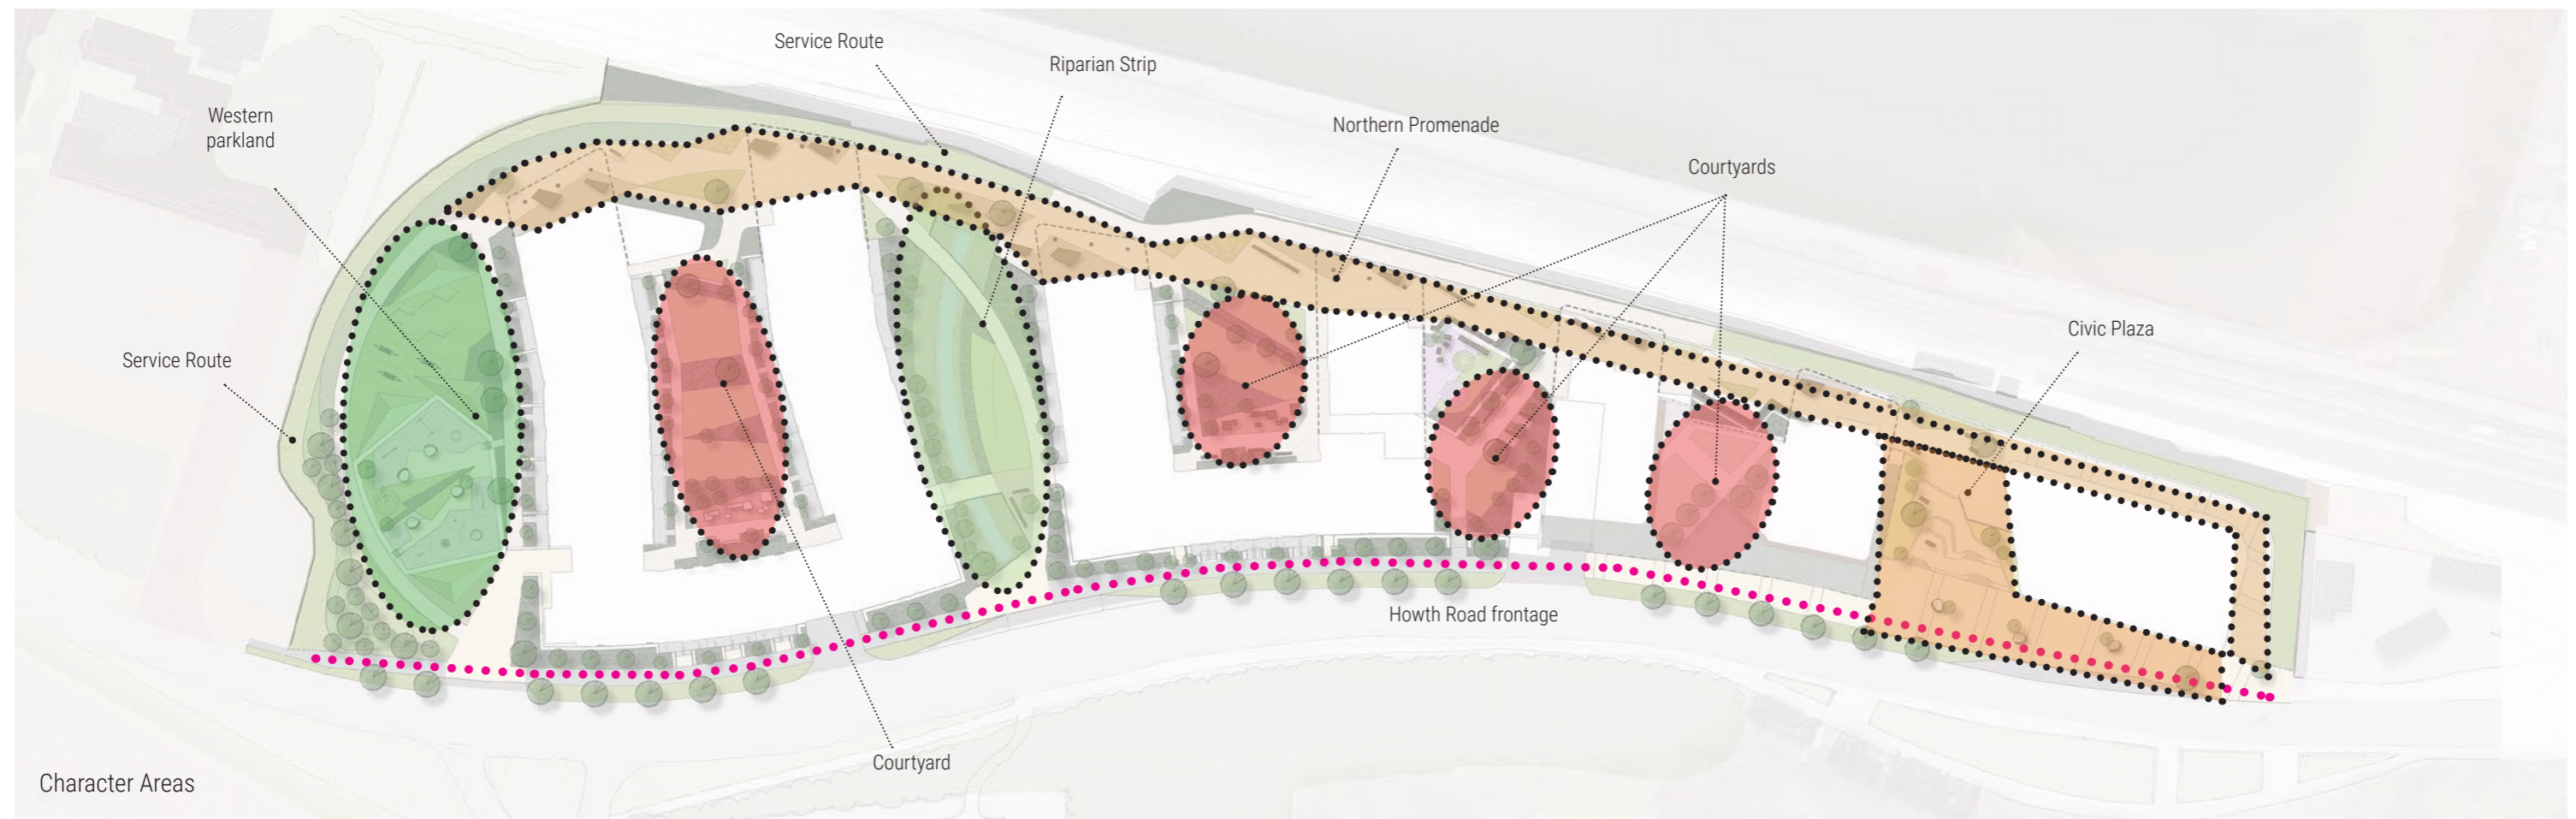 Service Route
Riparian Strip
Western
parkland
Northern Promenade
Courtyards
Civic Plaza
Service Route
Howth Road frontage
Courtyard
Character Areas